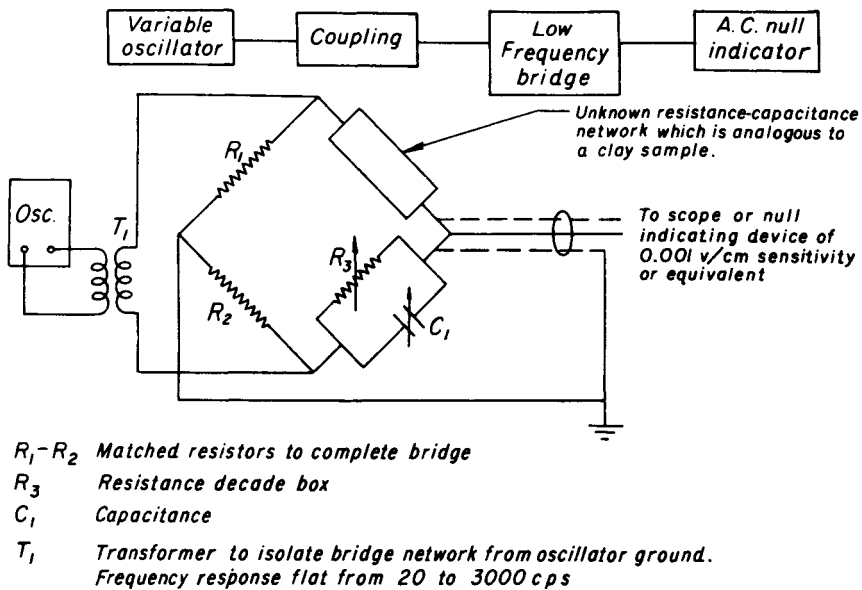 Variable
oscillator
Coupling
Low
Frequency
bridge
A.C. null
indicator
Unknown resistance-capacitance
network which is analogous to
a clay sample.
R₁
Osc.
T₁
To scope or null
indicating device of
0.001 v/cm sensitivity
or equivalent
R₃
R₂
C₁
R₁-R₂ Matched resistors to complete bridge
R₃ Resistance decade box
C₁ Capacitance
T₁ Transformer to isolate bridge network from oscillator ground.
Frequency response flat from 20 to 3000 cps